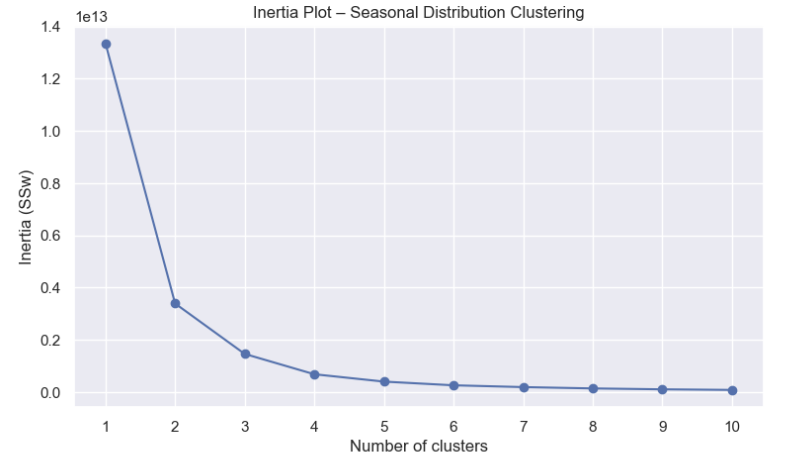 Inertia Plot – Seasonal Distribution Clustering
1e13
1.4
1.2
1.0
0.8
0.6
0.4
0.2
0.0
Inertia (SSw)
1 2 3 4 5 6 7 8 9 10
Number of clusters